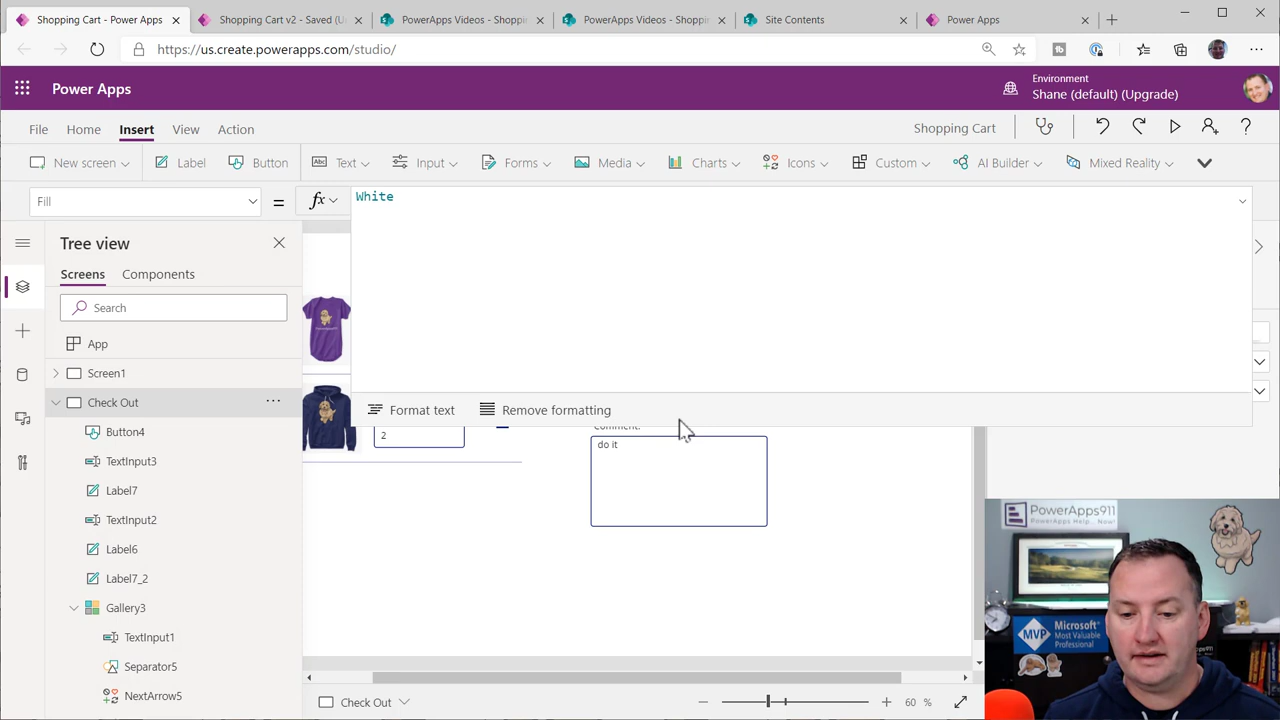 Shopping Cart - Power Apps
Shopping Cart v2 - Saved (U
PowerApps Videos - Shoppi
PowerApps Videos - Shoppi
Site Contents
Power Apps
https://us.create.powerapps.com/studio/
Power Apps
Environment
Shane (default) (Upgrade)
File
Home
Insert
View
Action
Shopping Cart
New screen
Label
Button
Text
Input
Forms
Media
Charts
Icons
Custom
AI Builder
Mixed Reality
Fill
=
fx
White
Tree view
Screens
Components
Search
App
Screen1
Check Out
Button4
TextInput3
Label7
TextInput2
Label6
Label7_2
Gallery3
TextInput1
Separator5
NextArrow5
Format text
Remove formatting
Comment:
2
do it
Check Out
60 %
PowerApps911
PowerApps Help... Now!
MVP
Microsoft®
Most Valuable
Professional